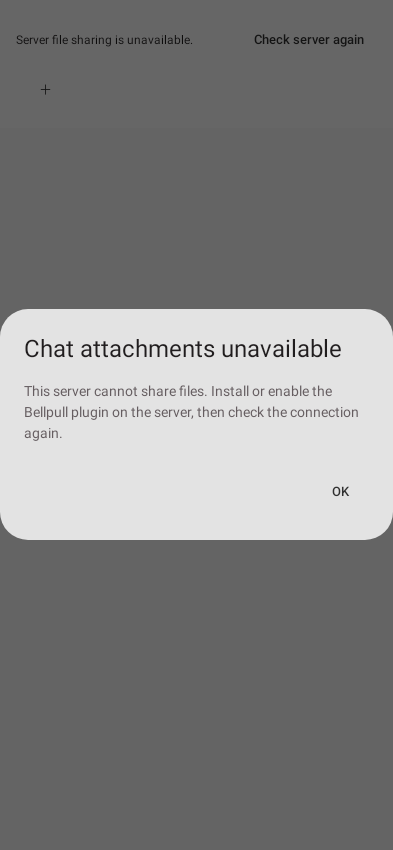 Server file sharing is unavailable.
Check server again
+
Chat attachments unavailable
This server cannot share files. Install or enable the
Bellpull plugin on the server, then check the connection
again.
OK